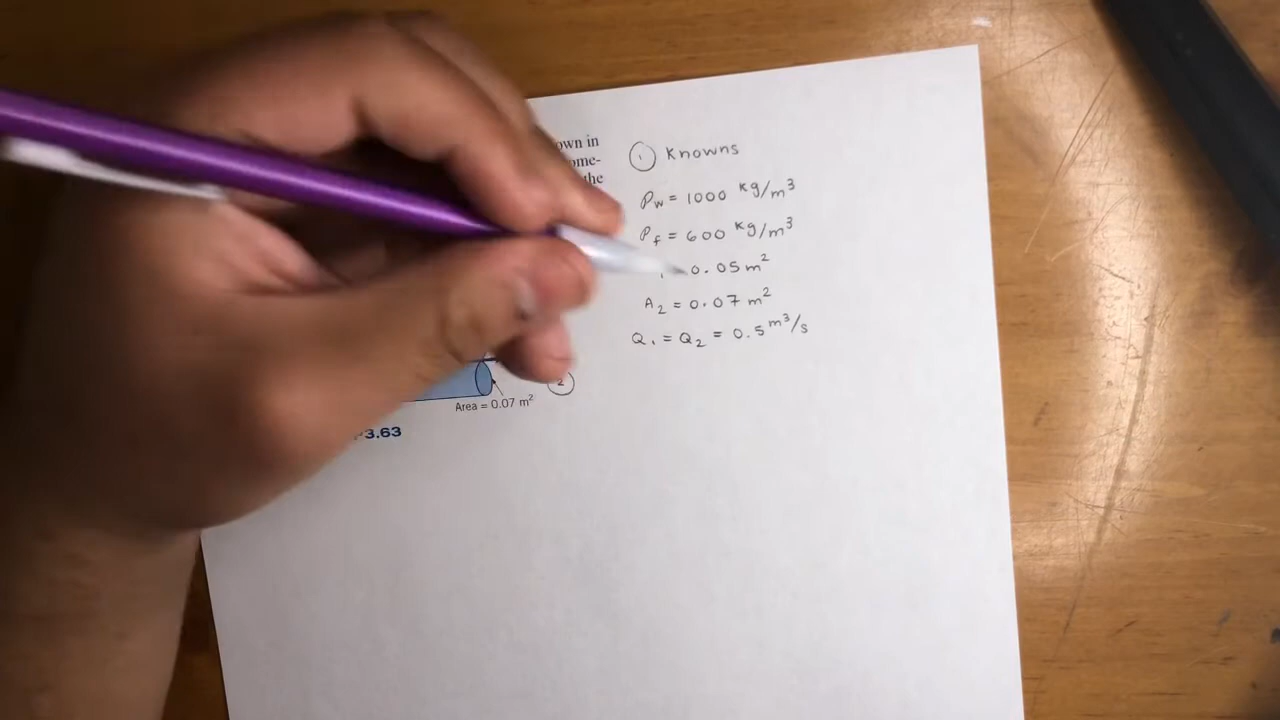 own in
ome-
the
① Knowns
ρw = 1000 kg/m³
ρf = 600 kg/m³
0.05 m²
A₂ = 0.07 m²
Q₁ = Q₂ = 0.5 m³/s
②
Area = 0.07 m²
3.63